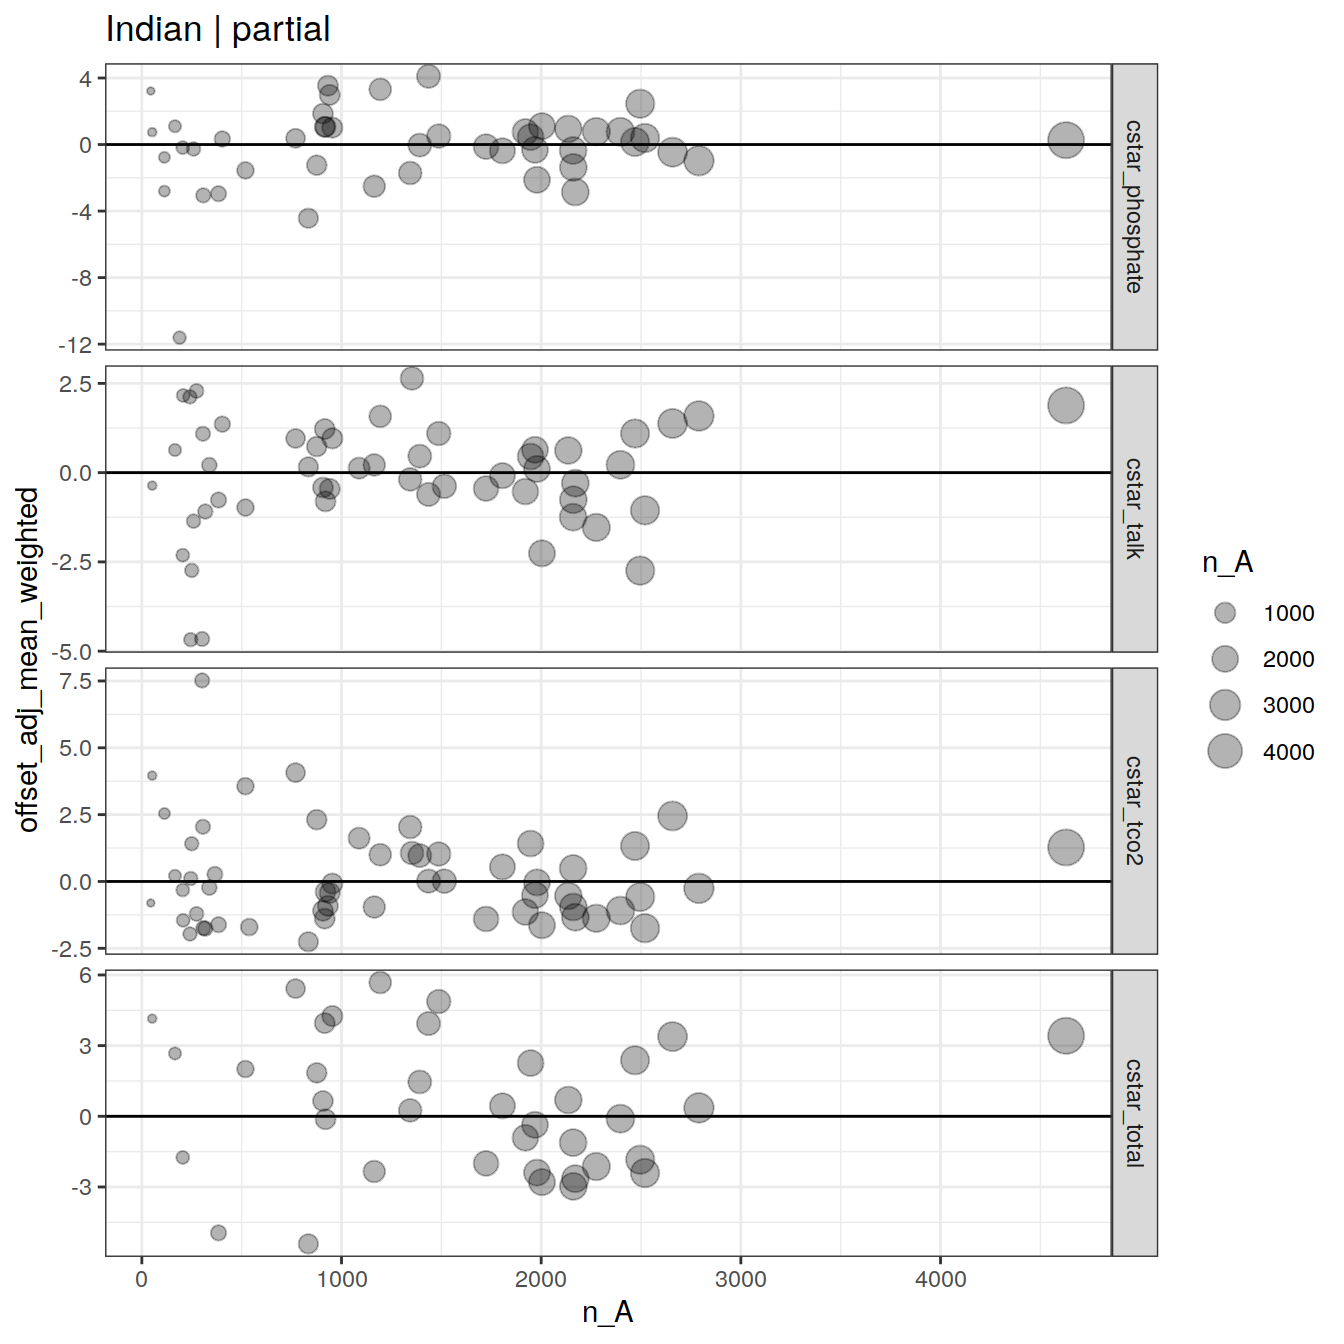 Indian | partial
4
0
-4
-8
-12
cstar_phosphate
2.5
0.0
-2.5
-5.0
cstar_talk
7.5
5.0
2.5
0.0
-2.5
cstar_tco2
6
3
0
-3
cstar_total
0 1000 2000 3000 4000
n_A
offset_adj_mean_weighted
n_A
1000
2000
3000
4000